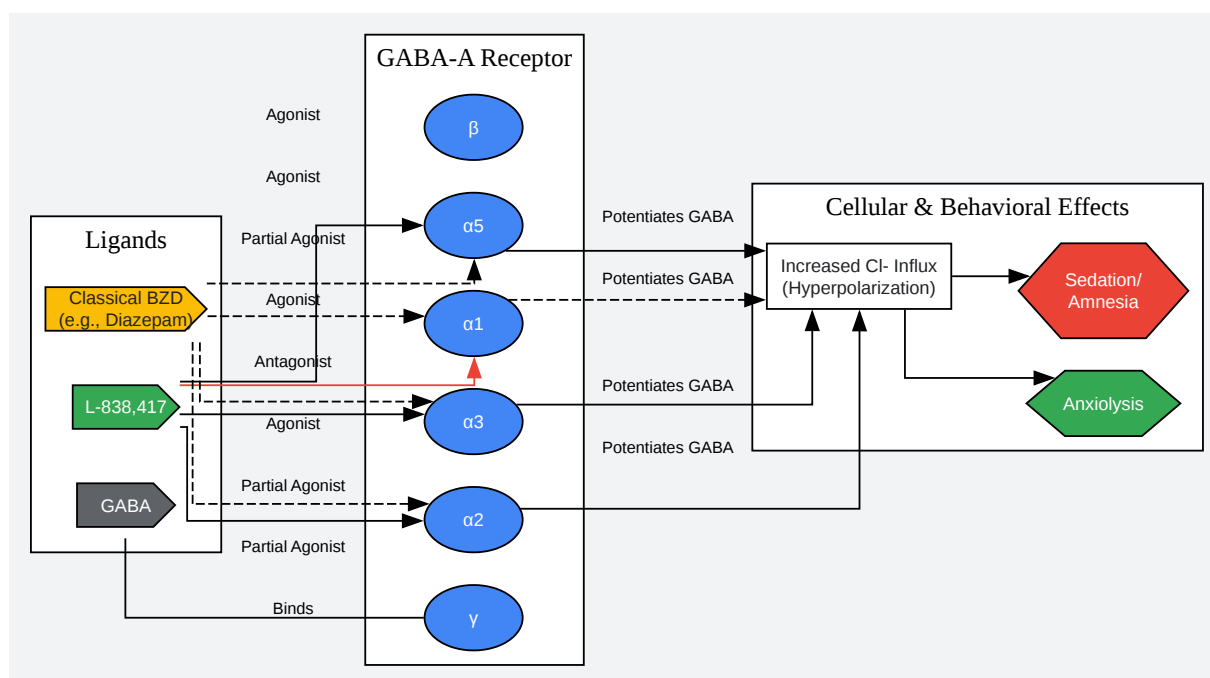 GABA-A Receptor
Agonist
β
Agonist
α5
Partial Agonist
Ligands
Classical BZD
(e.g., Diazepam)
Agonist
α1
Antagonist
L-838,417
α3
Agonist
Partial Agonist
GABA
α2
Partial Agonist
Binds
γ
Potentiates GABA
Potentiates GABA
Potentiates GABA
Potentiates GABA
Cellular & Behavioral Effects
Increased Cl- Influx
(Hyperpolarization)
Sedation/
Amnesia
Anxiolysis